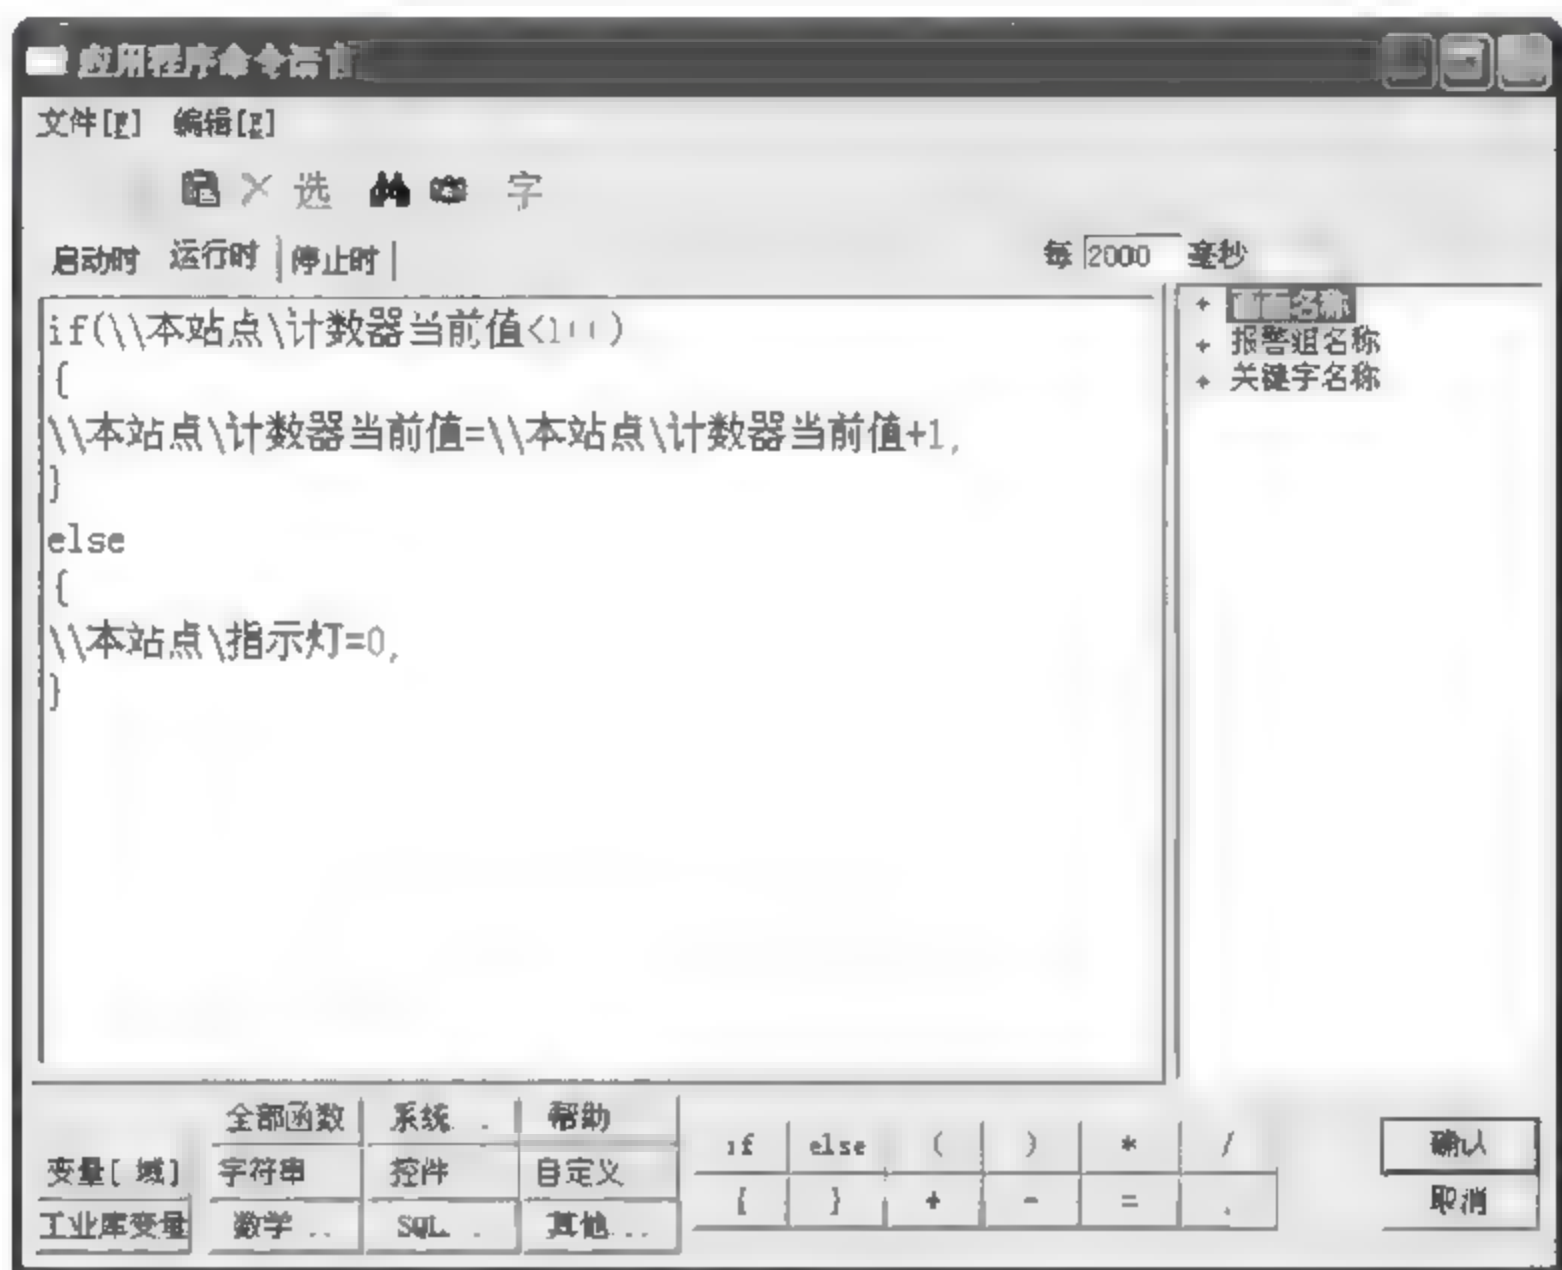 应用程序命令语言
文件[F] 编辑[E]
选 字
启动时 运行时 停止时 每 2000 毫秒
if(\\本站点\计数器当前值<
{
\\本站点\计数器当前值=\\本站点\计数器当前值+1,
}
else
{
\\本站点\指示灯=0,
}
+ 画面名称
+ 报警组名称
+ 关键字名称
全部函数 系统.. 帮助
变量[ 域] 字符串 控件 自定义
工业库变量 数学.. SQL . 其他...
if else ( ) * /
{ } + - =
确认
取消